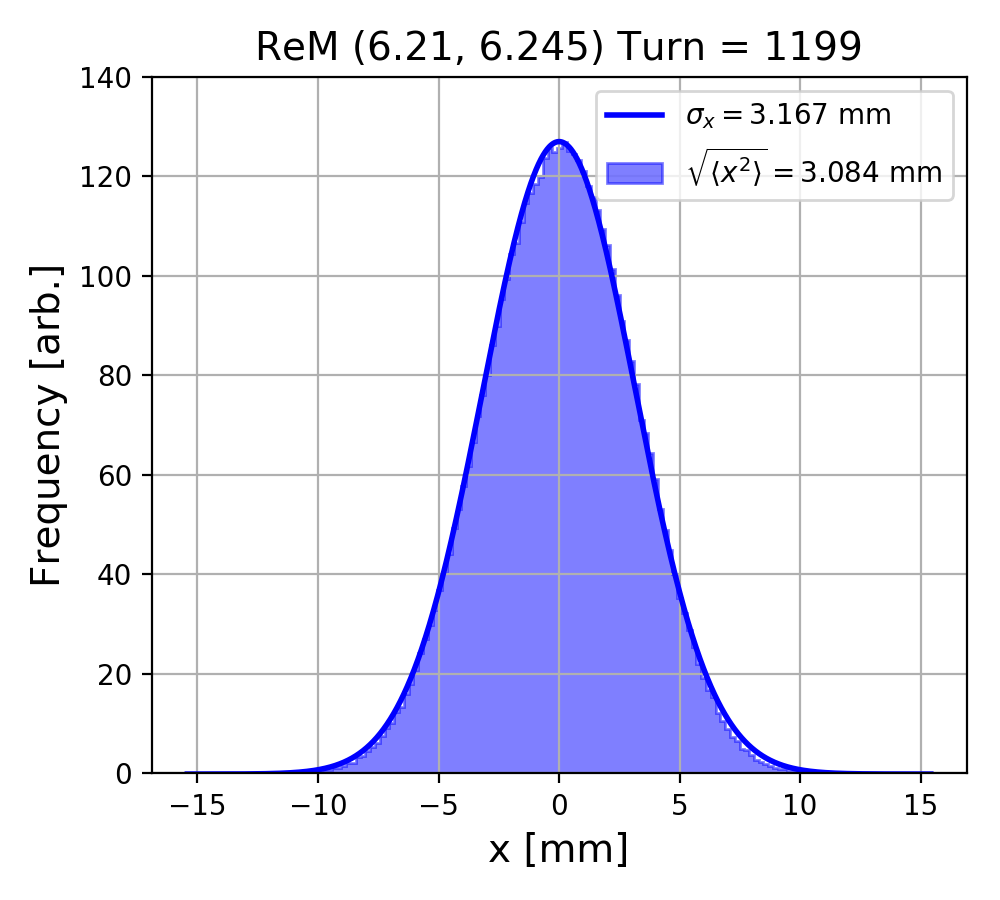 ReM (6.21, 6.245) Turn = 1199
140
120
100
80
60
40
20
0
Frequency [arb.]
σx = 3.167 mm
√⟨x²⟩ = 3.084 mm
−15 −10 −5 0 5 10 15
x [mm]